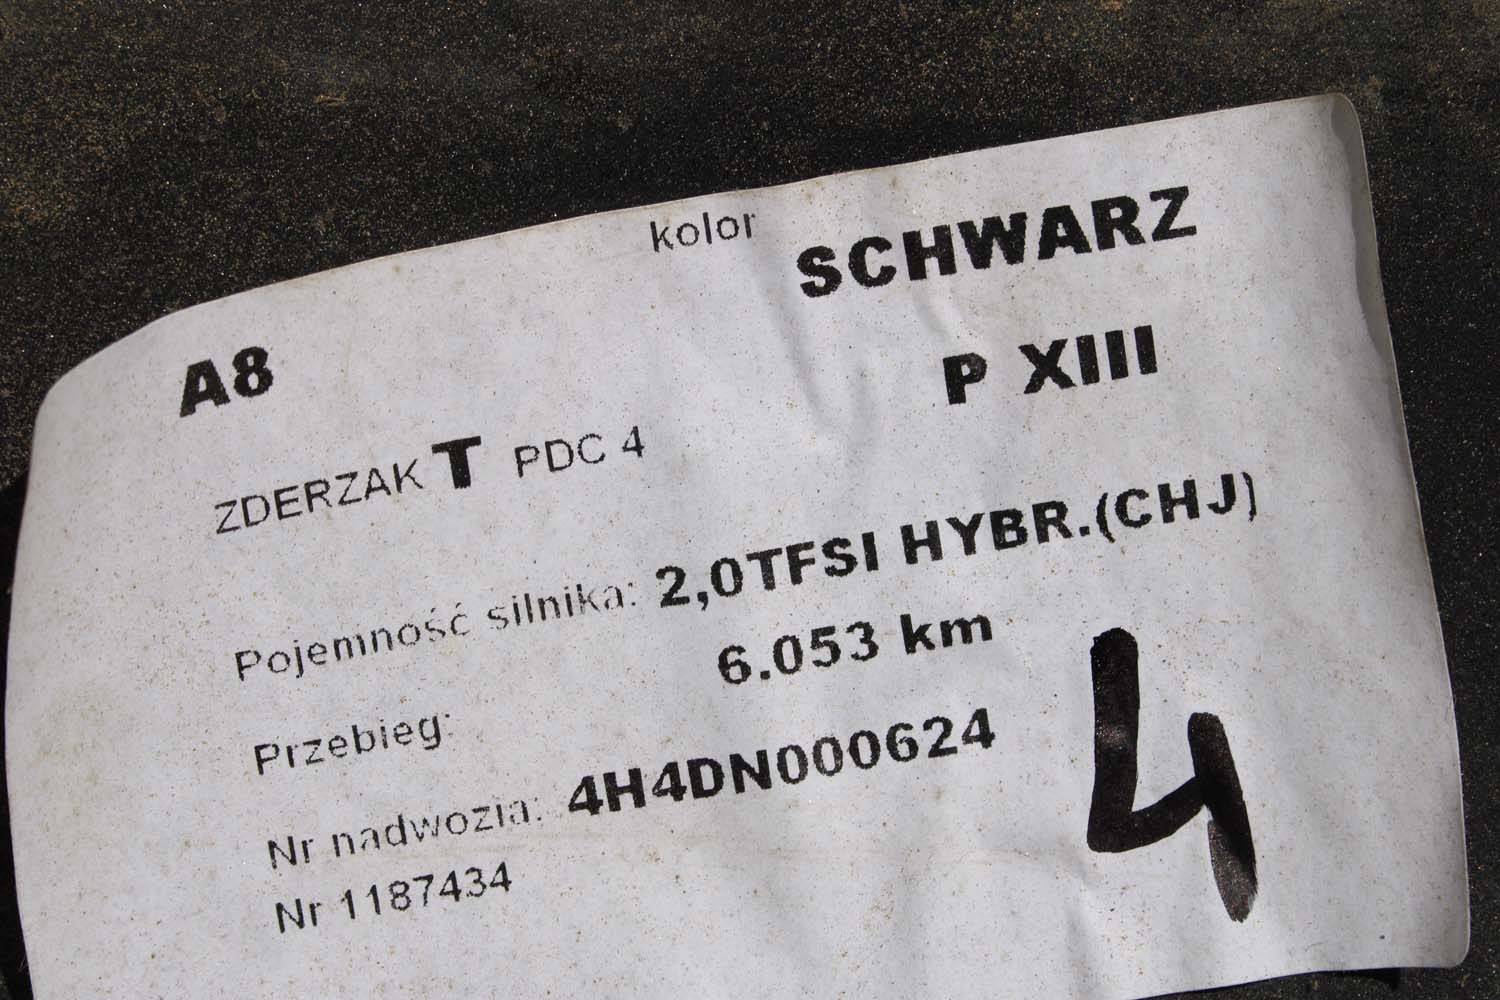 kolor SCHWARZ
A8 P XIII
ZDERZAK T PDC 4
Pojemność silnika: 2,0TFSI HYBR.(CHJ)
Przebieg: 6.053 km
Nr nadwozia: 4H4DN000624
Nr 1187434
4